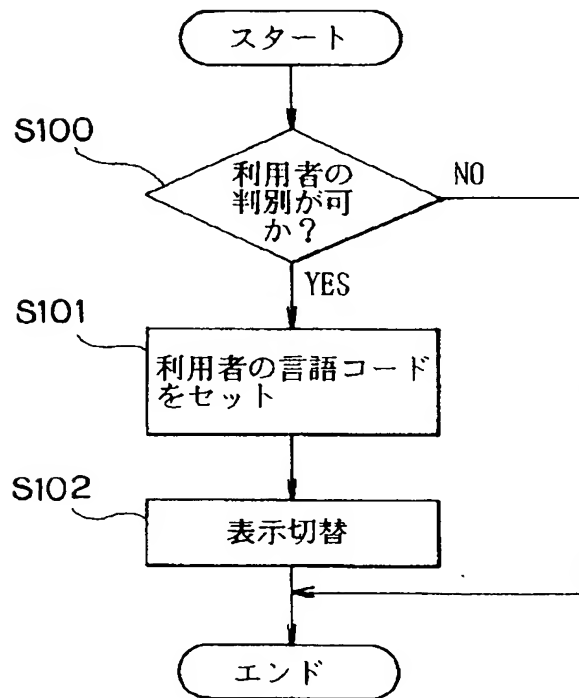 スタート
S100
利用者の
判別が可
か？
NO
YES
S101
利用者の言語コード
をセット
S102
表示切替
エンド